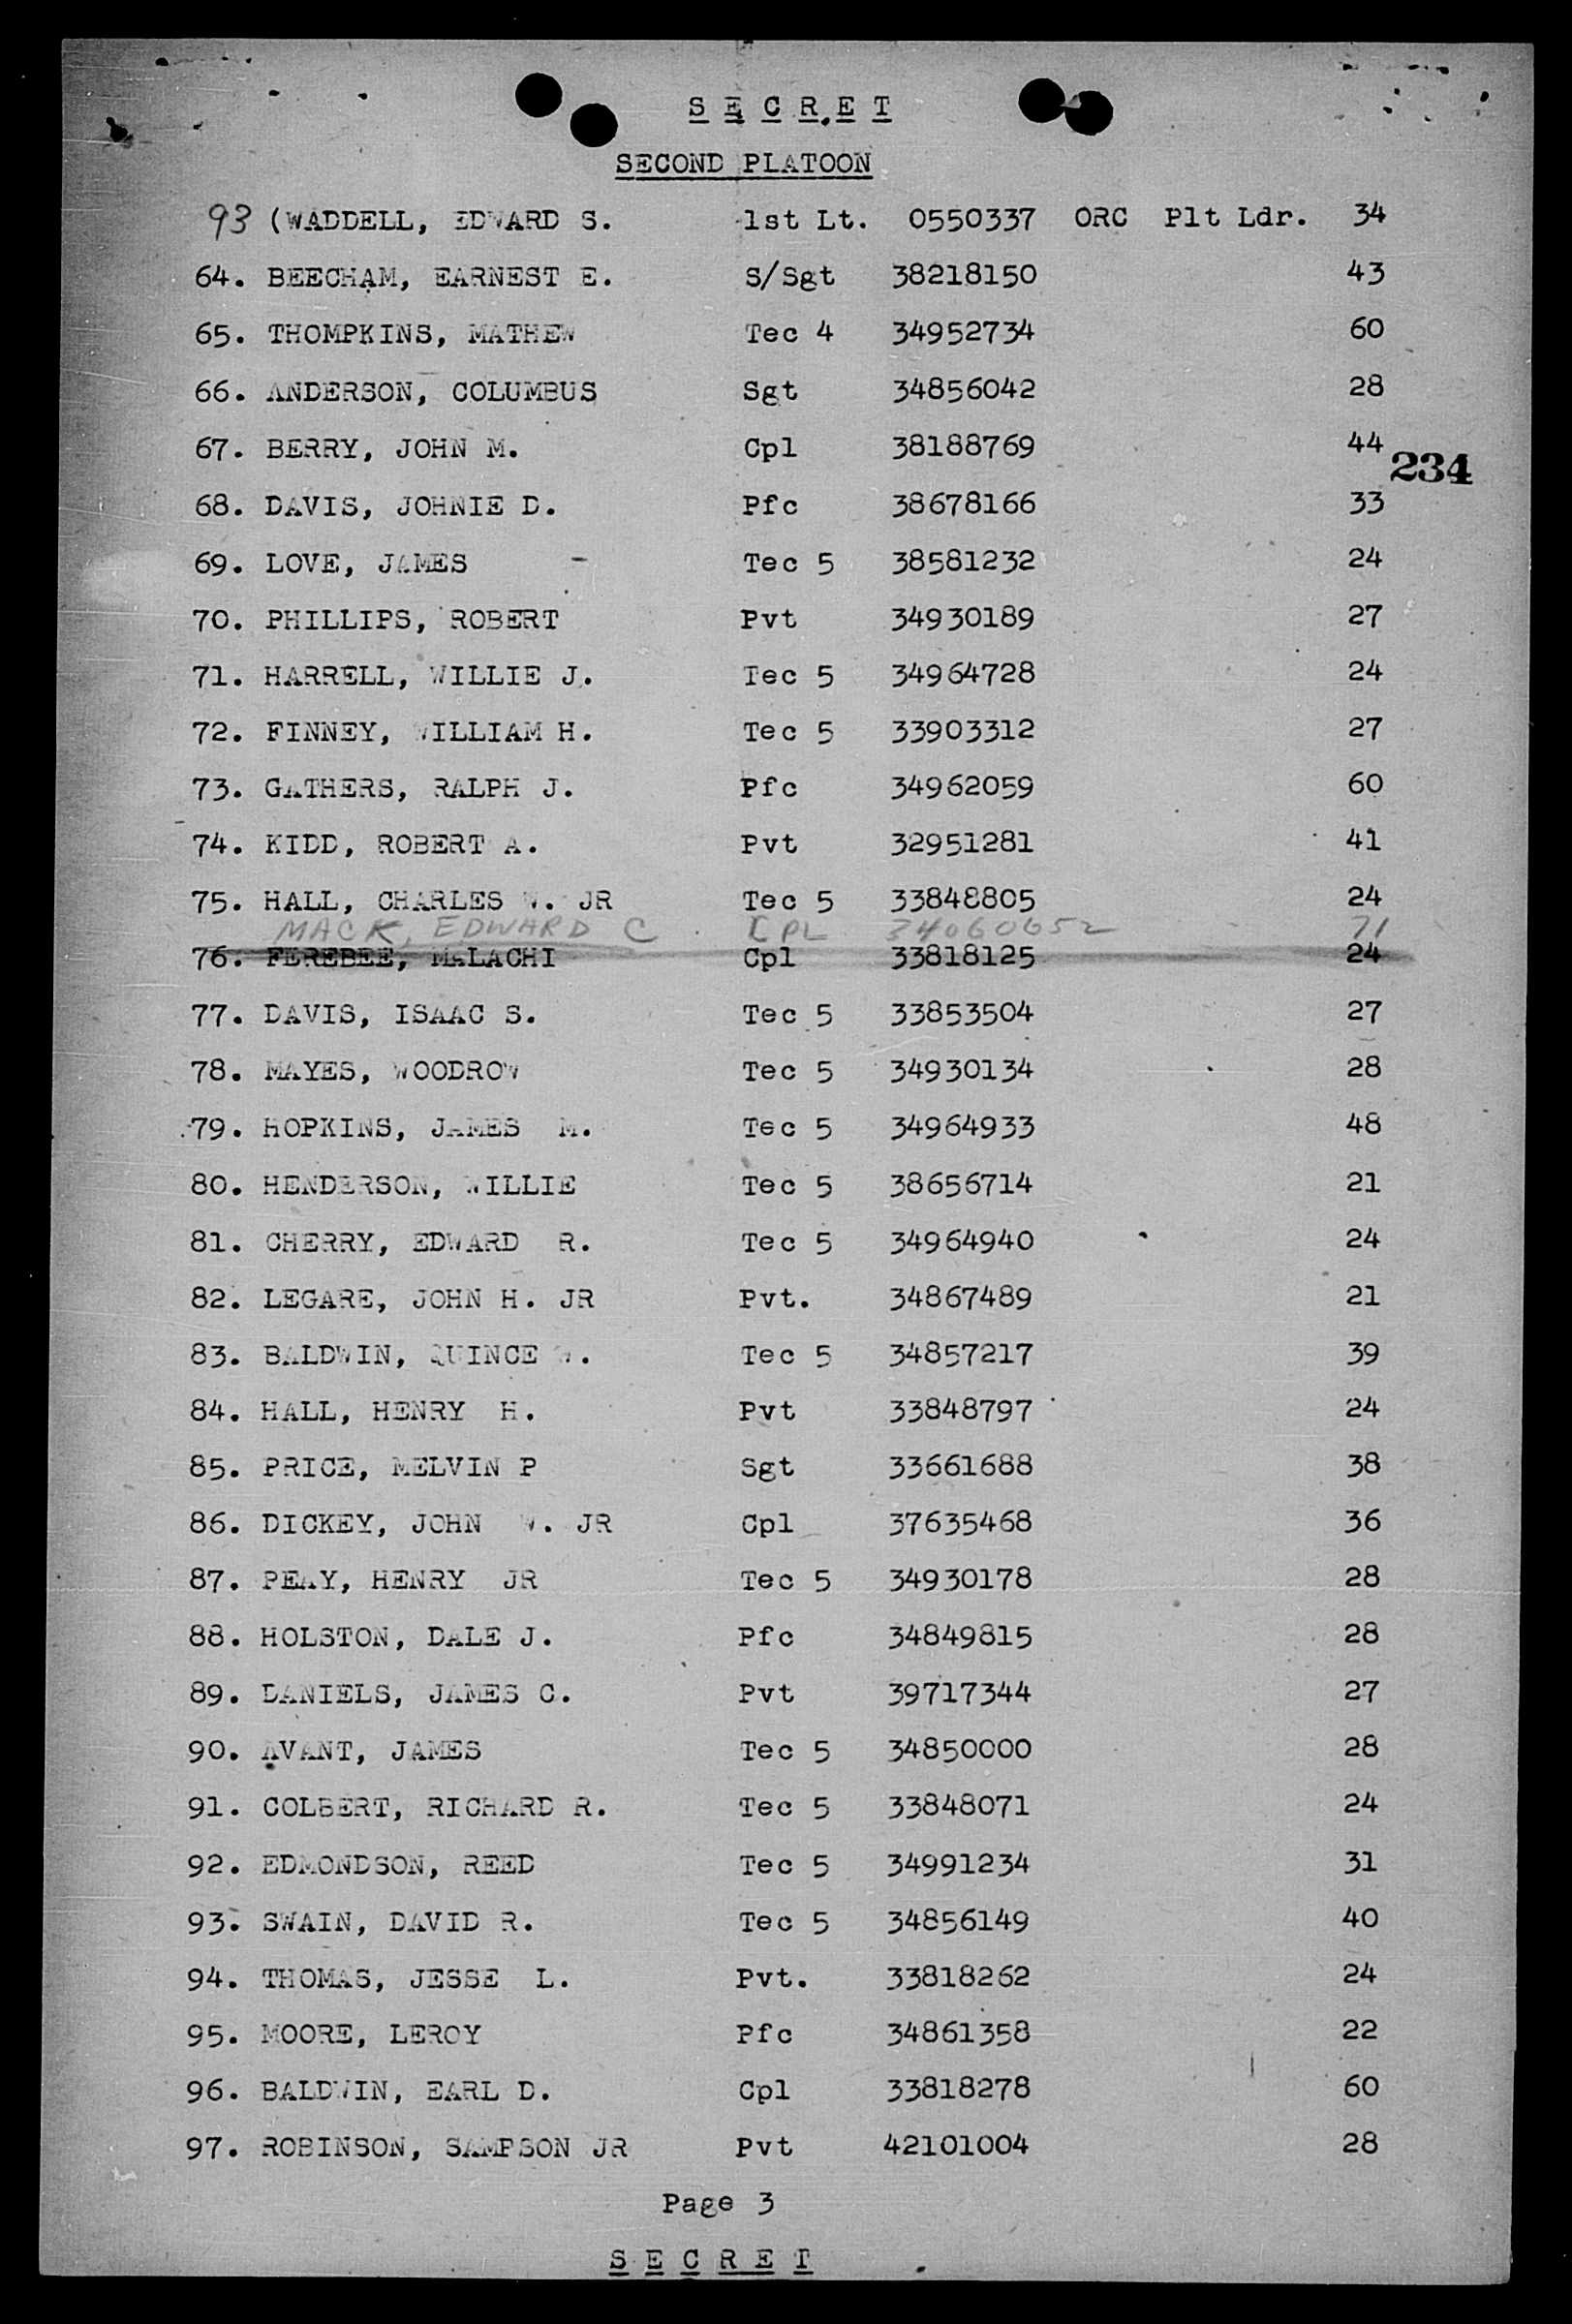 S E C R E T
SECOND PLATOON
93 (WADDELL, EDWARD S. 1st Lt. 0550337 ORC Plt Ldr. 34
64. BEECHAM, EARNEST E. S/Sgt 38218150 43
65. THOMPKINS, MATHEW Tec 4 34952734 60
66. ANDERSON, COLUMBUS Sgt 34856042 28
67. BERRY, JOHN M. Cpl 38188769 44
234
68. DAVIS, JOHNIE D. Pfc 38678166 33
69. LOVE, JAMES - Tec 5 38581232 24
70. PHILLIPS, ROBERT Pvt 34930189 27
71. HARRELL, WILLIE J. Tec 5 34964728 24
72. FINNEY, WILLIAM H. Tec 5 33903312 27
73. GATHERS, RALPH J. Pfc 34962059 60
74. KIDD, ROBERT A. Pvt 32951281 41
75. HALL, CHARLES W. JR Tec 5 33848805 24
MACK, EDWARD C CPL 34060652 71
76. FEREBEE, MALACHI Cpl 33818125 24
77. DAVIS, ISAAC S. Tec 5 33853504 27
78. MAYES, WOODROW Tec 5 34930134 28
79. HOPKINS, JAMES M. Tec 5 34964933 48
80. HENDERSON, WILLIE Tec 5 38656714 21
81. CHERRY, EDWARD R. Tec 5 34964940 24
82. LEGARE, JOHN H. JR Pvt. 34867489 21
83. BALDWIN, QUINCE W. Tec 5 34857217 39
84. HALL, HENRY H. Pvt 33848797 24
85. PRICE, MELVIN P Sgt 33661688 38
86. DICKEY, JOHN W. JR Cpl 37635468 36
87. PEAY, HENRY JR Tec 5 34930178 28
88. HOLSTON, DALE J. Pfc 34849815 28
89. DANIELS, JAMES C. Pvt 39717344 27
90. AVANT, JAMES Tec 5 34850000 28
91. COLBERT, RICHARD R. Tec 5 33848071 24
92. EDMONDSON, REED Tec 5 34991234 31
93. SWAIN, DAVID R. Tec 5 34856149 40
94. THOMAS, JESSE L. Pvt. 33818262 24
95. MOORE, LEROY Pfc 34861358 22
96. BALDWIN, EARL D. Cpl 33818278 60
97. ROBINSON, SAMPSON JR Pvt 42101004 28
Page 3
S E C R E T